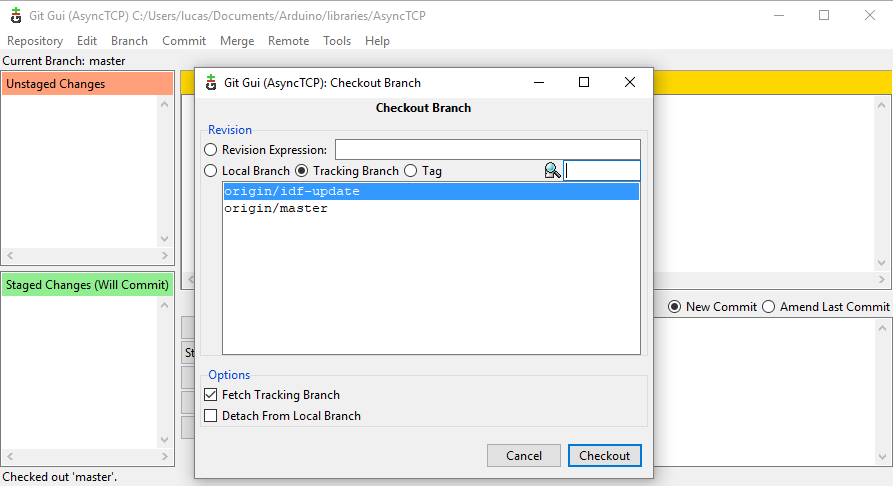 Git Gui (AsyncTCP) C:/Users/lucas/Documents/Arduino/libraries/AsyncTCP
Repository Edit Branch Commit Merge Remote Tools Help
Current Branch: master
Unstaged Changes
Git Gui (AsyncTCP): Checkout Branch
Checkout Branch
Revision
Revision Expression:
Local Branch Tracking Branch Tag
origin/idf-update
origin/master
Staged Changes (Will Commit)
New Commit Amend Last Commit
St
Options
Fetch Tracking Branch
Detach From Local Branch
Cancel Checkout
Checked out 'master'.